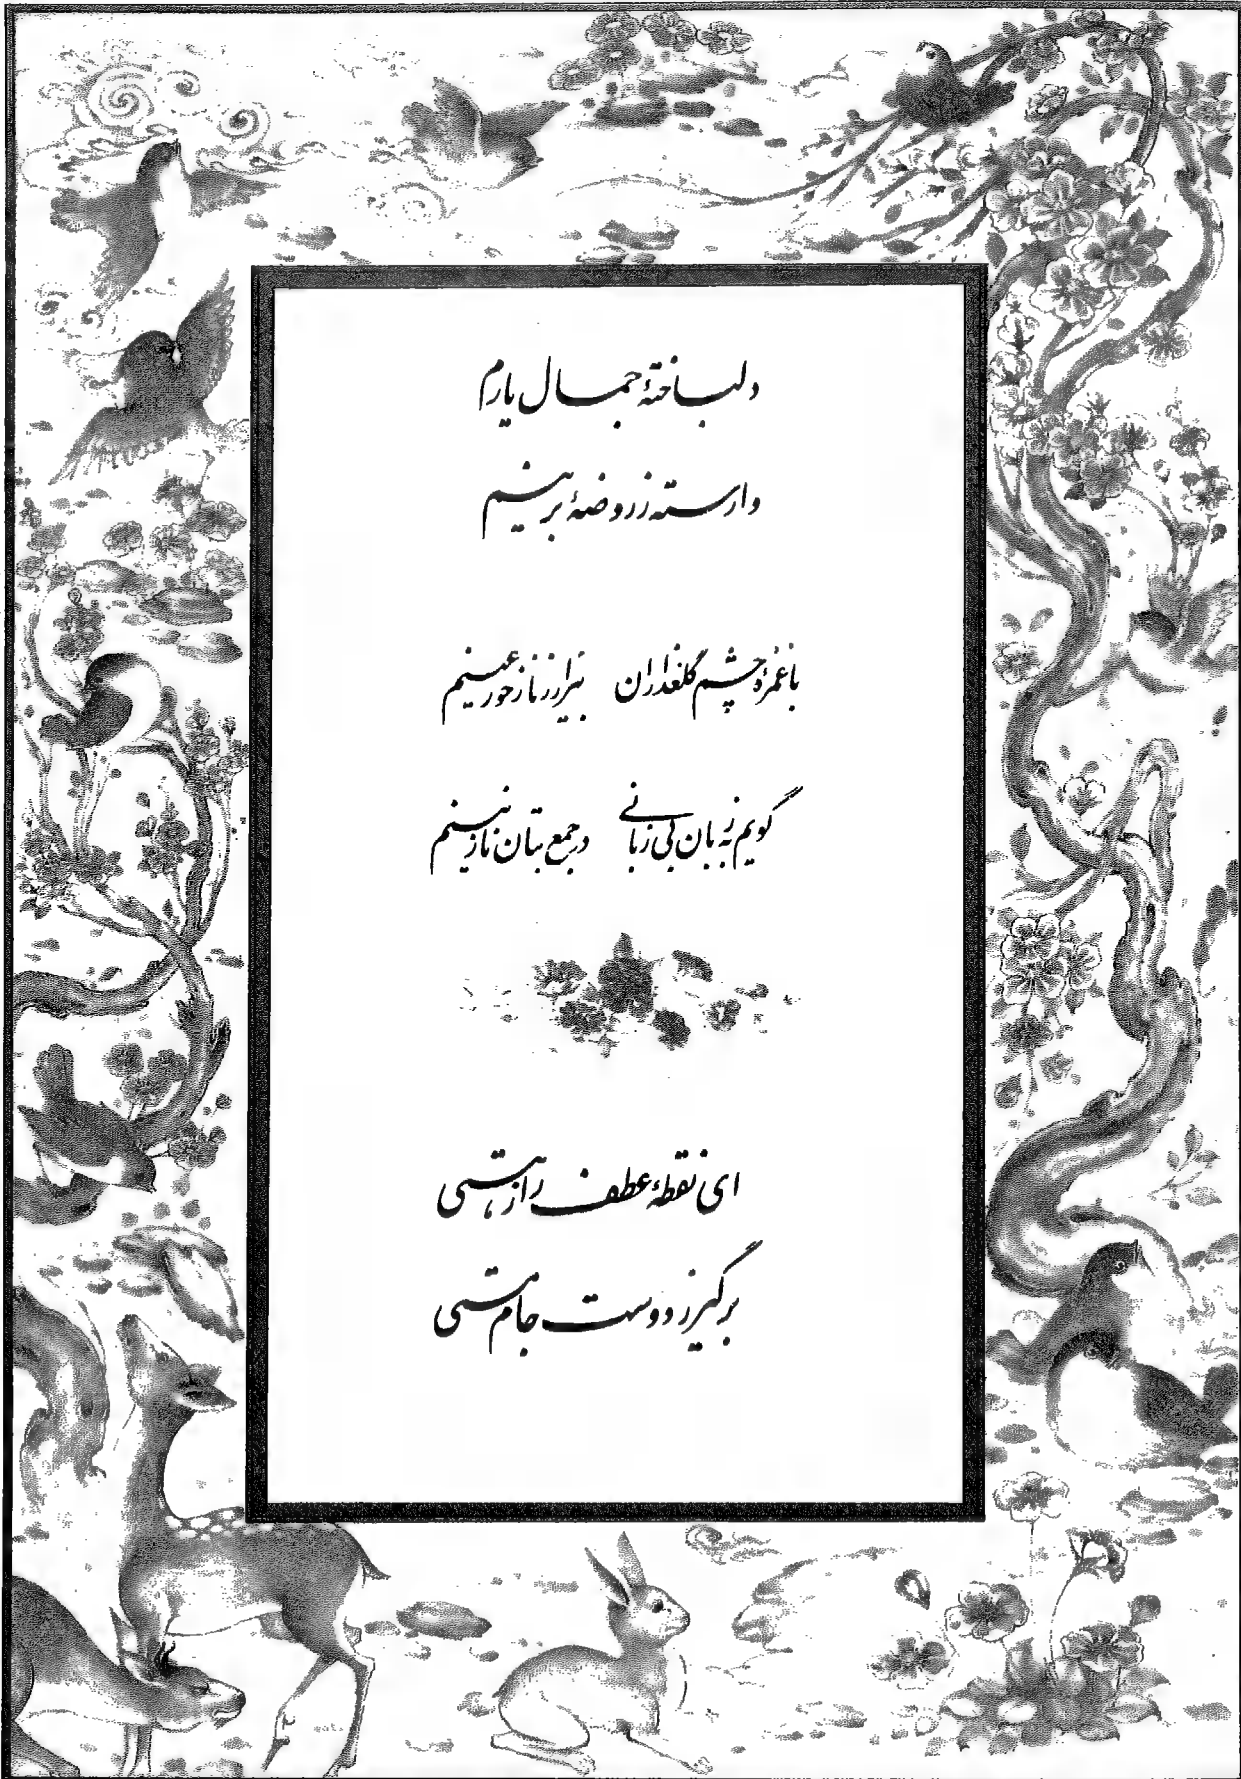 دلباختهٔ جمال یارم
وارسته ز روضهٔ برینم
با غمزهٔ چشم گلعذاران بیزار ز ناز حور عینم
گویم به زبان بی‌زبانی در جمع بتان نازنینم
ای نقطهٔ عطف راز هستی
برگیر ز دوست جام مستی